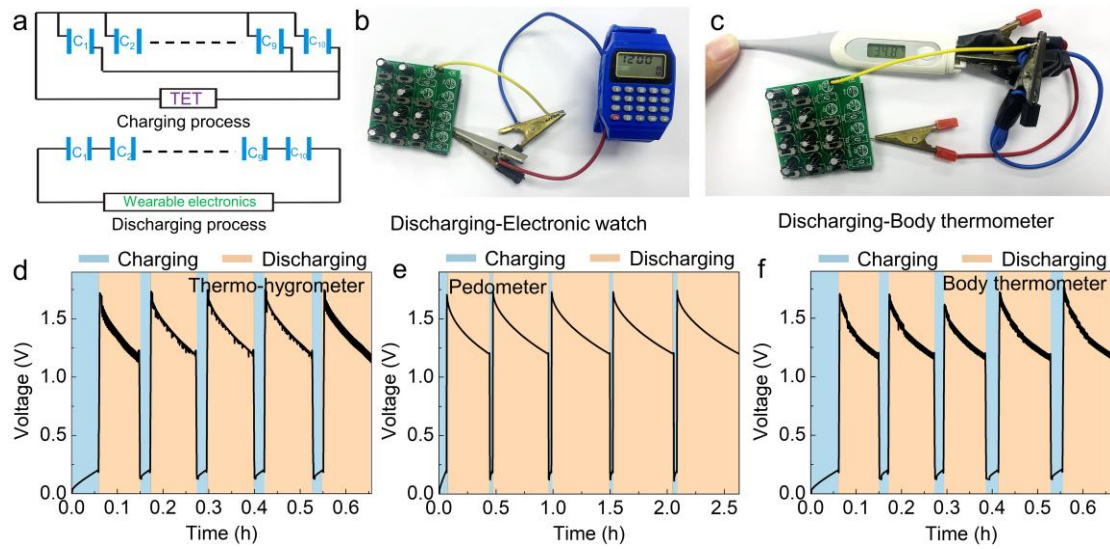 a
C1 C2 C9 C10
TET
Charging process
C1 C2 C9 C10
Wearable electronics
Discharging process
b
12:00
Discharging-Electronic watch
c
Discharging-Body thermometer
d
Charging Discharging
Thermo-hygrometer
Voltage (V)
1.5
1.0
0.5
0.0
0.0 0.1 0.2 0.3 0.4 0.5 0.6
Time (h)
e
Charging Discharging
Pedometer
Voltage (V)
1.5
1.0
0.5
0.0
0.0 0.5 1.0 1.5 2.0 2.5
Time (h)
f
Charging Discharging
Body thermometer
Voltage (V)
1.5
1.0
0.5
0.0
0.0 0.1 0.2 0.3 0.4 0.5 0.6
Time (h)